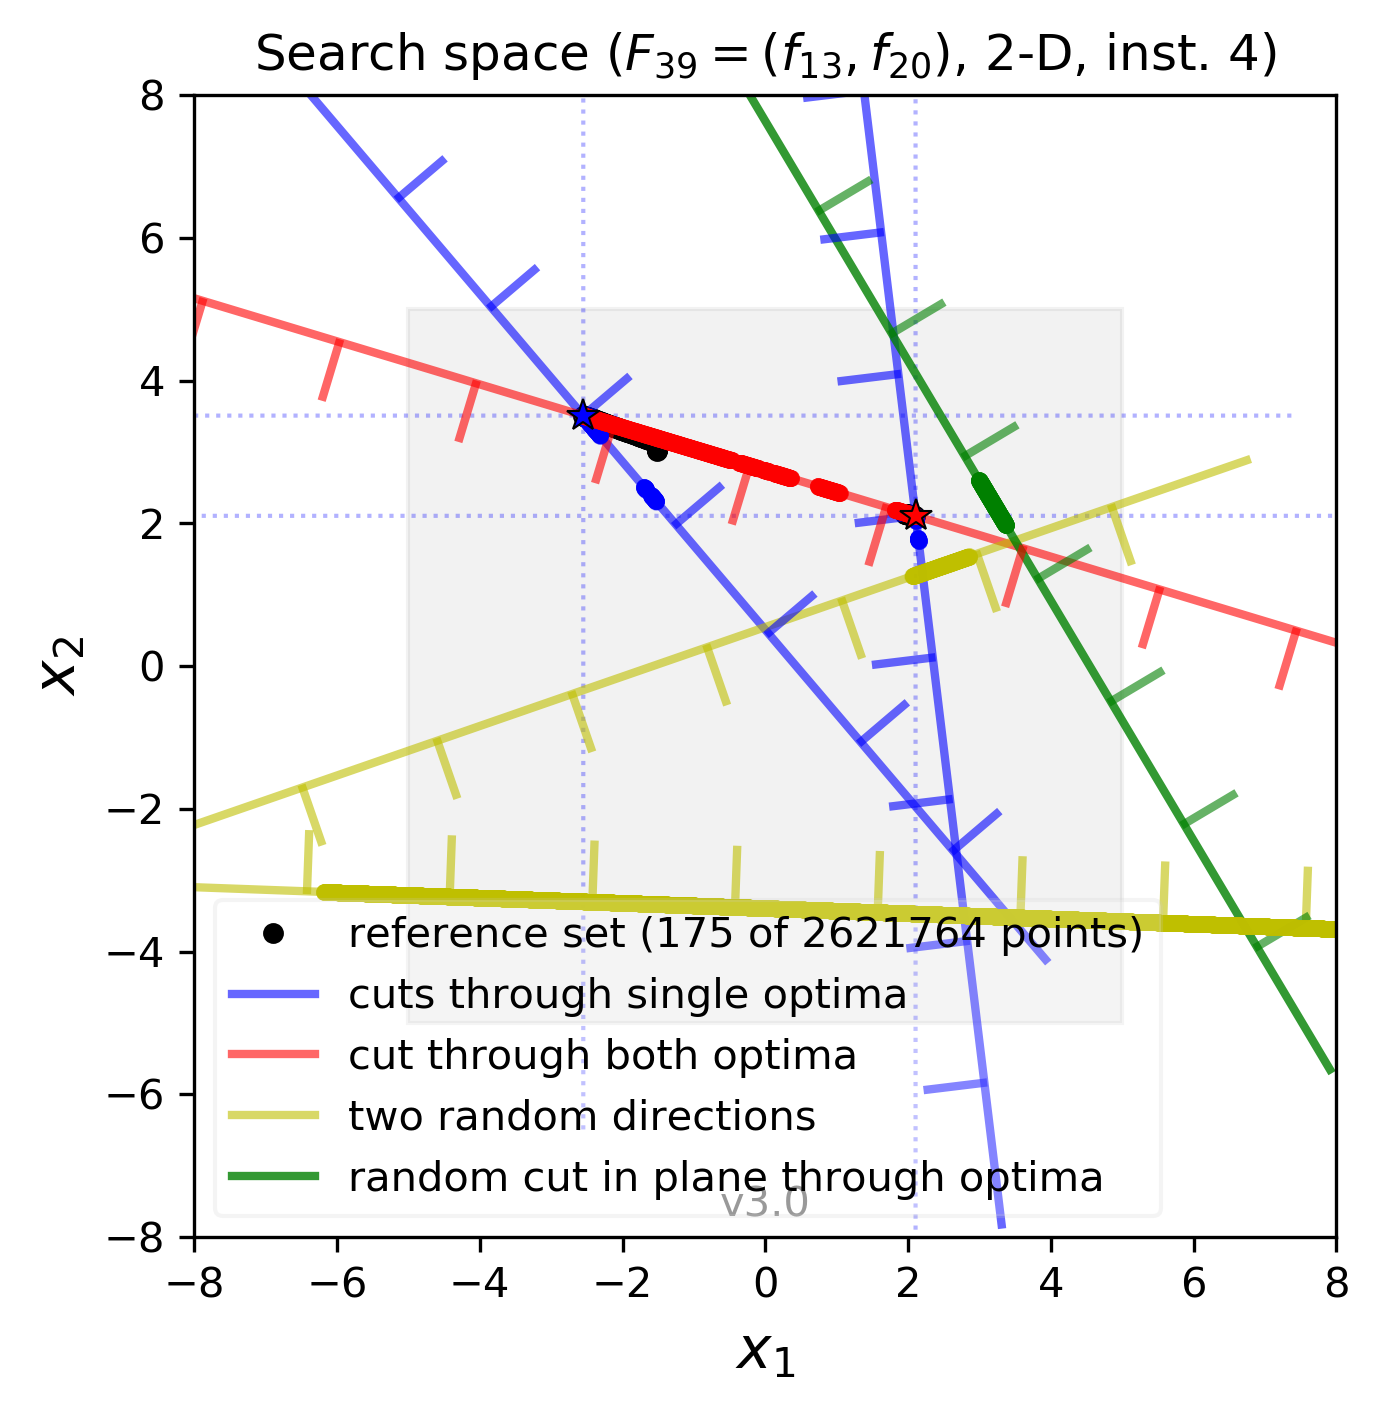 Search space (F39 = (f13, f20), 2-D, inst. 4)
8
6
4
2
0
−2
−4
−6
−8
x2
reference set (175 of 2621764 points)
cuts through single optima
cut through both optima
two random directions
random cut in plane through optima
v3.0
−8 −6 −4 −2 0 2 4 6 8
x1